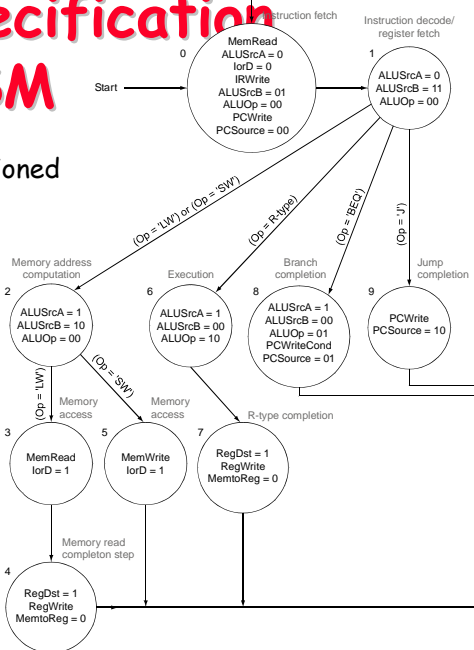 ecification
SM
ioned
Instruction fetch
0
MemRead
ALUSrcA = 0
IorD = 0
IRWrite
ALUSrcB = 01
ALUOp = 00
PCWrite
PCSource = 00
Start
Instruction decode/
register fetch
1
ALUSrcA = 0
ALUSrcB = 11
ALUOp = 00
(Op = 'LW') or (Op = 'SW')
(Op = R-type)
(Op = 'BEQ')
(Op = 'J')
Memory address
computation
2
ALUSrcA = 1
ALUSrcB = 10
ALUOp = 00
Execution
6
ALUSrcA = 1
ALUSrcB = 00
ALUOp = 10
Branch
completion
8
ALUSrcA = 1
ALUSrcB = 00
ALUOp = 01
PCWriteCond
PCSource = 01
Jump
completion
9
PCWrite
PCSource = 10
(Op = 'LW')
(Op = 'SW')
Memory
access
3
MemRead
IorD = 1
Memory
access
5
MemWrite
IorD = 1
R-type completion
7
RegDst = 1
RegWrite
MemtoReg = 0
Memory read
completon step
4
RegDst = 1
RegWrite
MemtoReg = 0